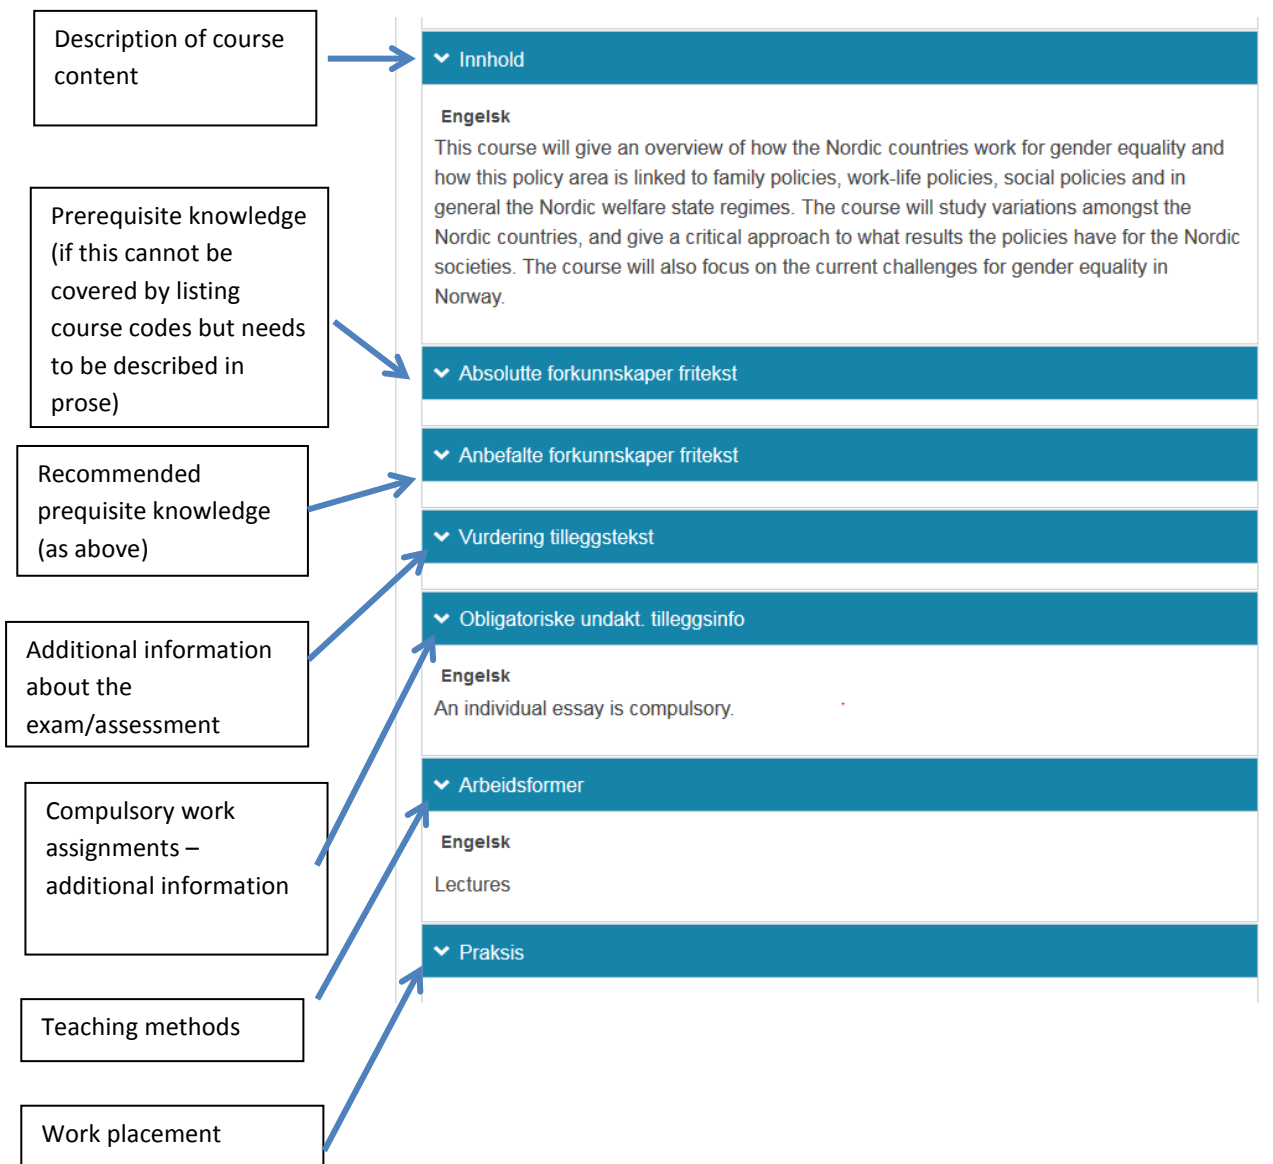 Description of course
content
Innhold
Engelsk
This course will give an overview of how the Nordic countries work for gender equality and
how this policy area is linked to family policies, work-life policies, social policies and in
general the Nordic welfare state regimes. The course will study variations amongst the
Nordic countries, and give a critical approach to what results the policies have for the Nordic
societies. The course will also focus on the current challenges for gender equality in
Norway.
Prerequisite knowledge
(if this cannot be
covered by listing
course codes but needs
to be described in
prose)
Absolutte forkunnskaper fritekst
Recommended
prequisite knowledge
(as above)
Anbefalte forkunnskaper fritekst
Additional information
about the
exam/assessment
Vurdering tilleggstekst
Compulsory work
assignments –
additional information
Obligatoriske undakt. tilleggsinfo
Engelsk
An individual essay is compulsory.
Teaching methods
Arbeidsformer
Engelsk
Lectures
Work placement
Praksis